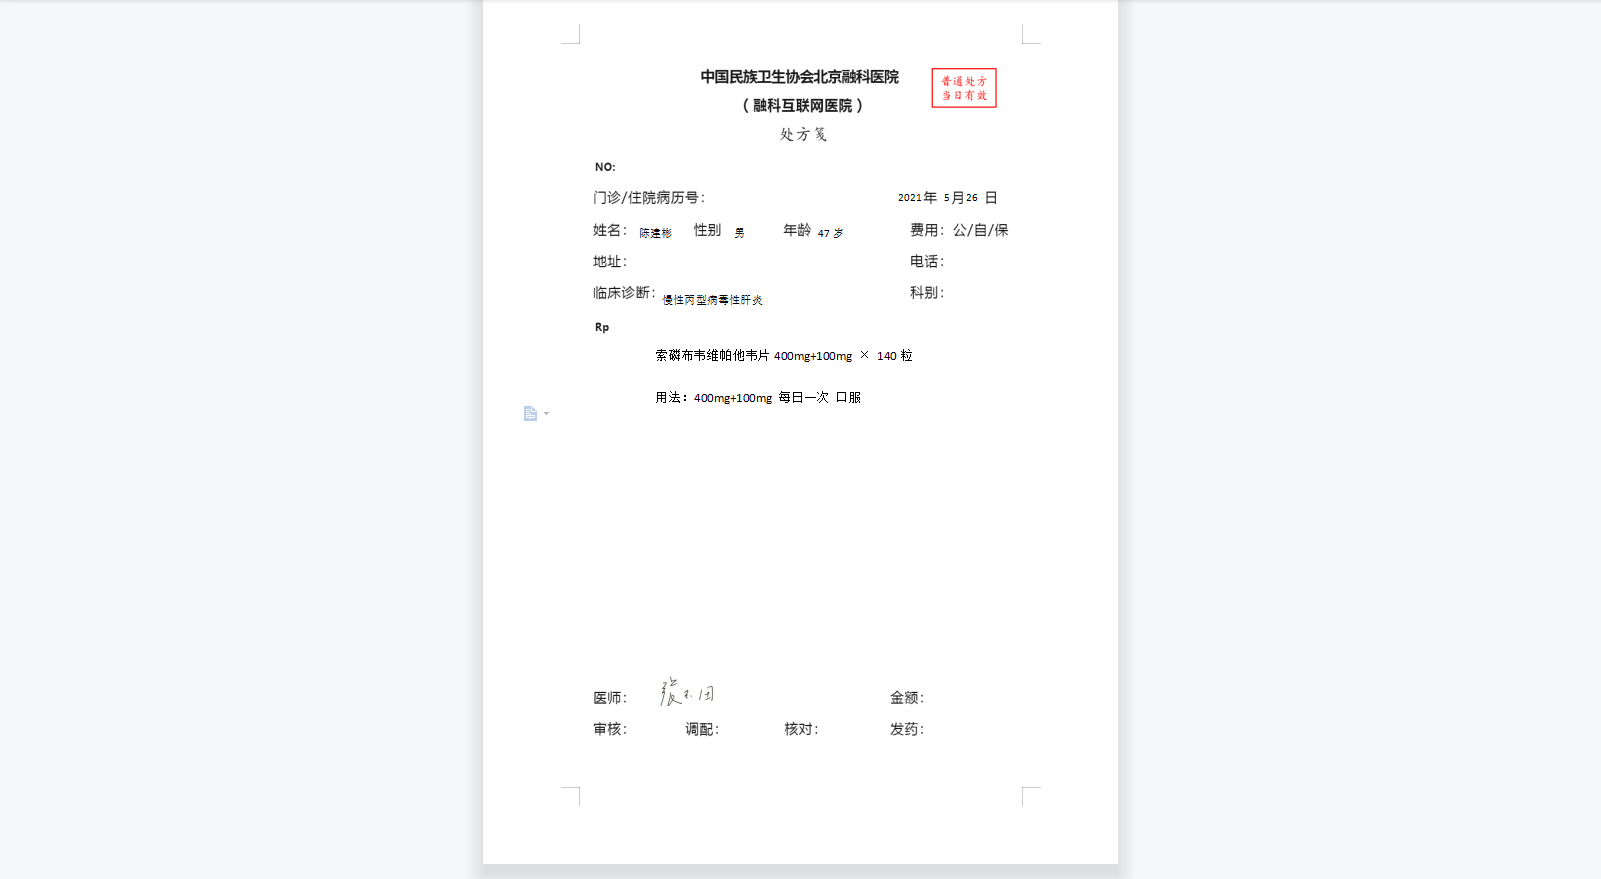 中国民族卫生协会北京融科医院
（融科互联网医院）
普通处方
当日有效
处方笺
NO:
门诊/住院病历号： 2021年 5月26 日
姓名： 陈建彬 性别 男 年龄 47 岁 费用：公/自/保
地址： 电话：
临床诊断：慢性丙型病毒性肝炎 科别：
Rp
索磷布韦维帕他韦片 400mg+100mg × 140 粒
用法：400mg+100mg 每日一次 口服
医师： 金额：
审核： 调配： 核对： 发药：